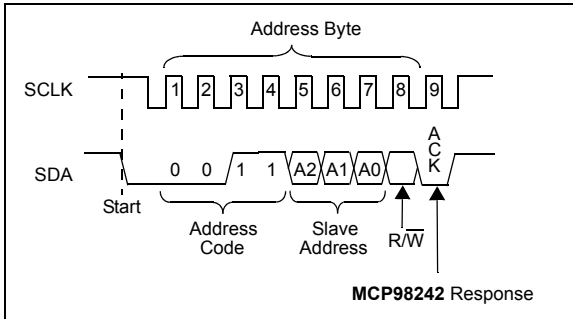 Address Byte
SCLK
1 2 3 4 5 6 7 8 9
SDA
0 0 1 1 A2 A1 A0
ACK
Start
Address
Code
Slave
Address
R/W̅
MCP98242 Response